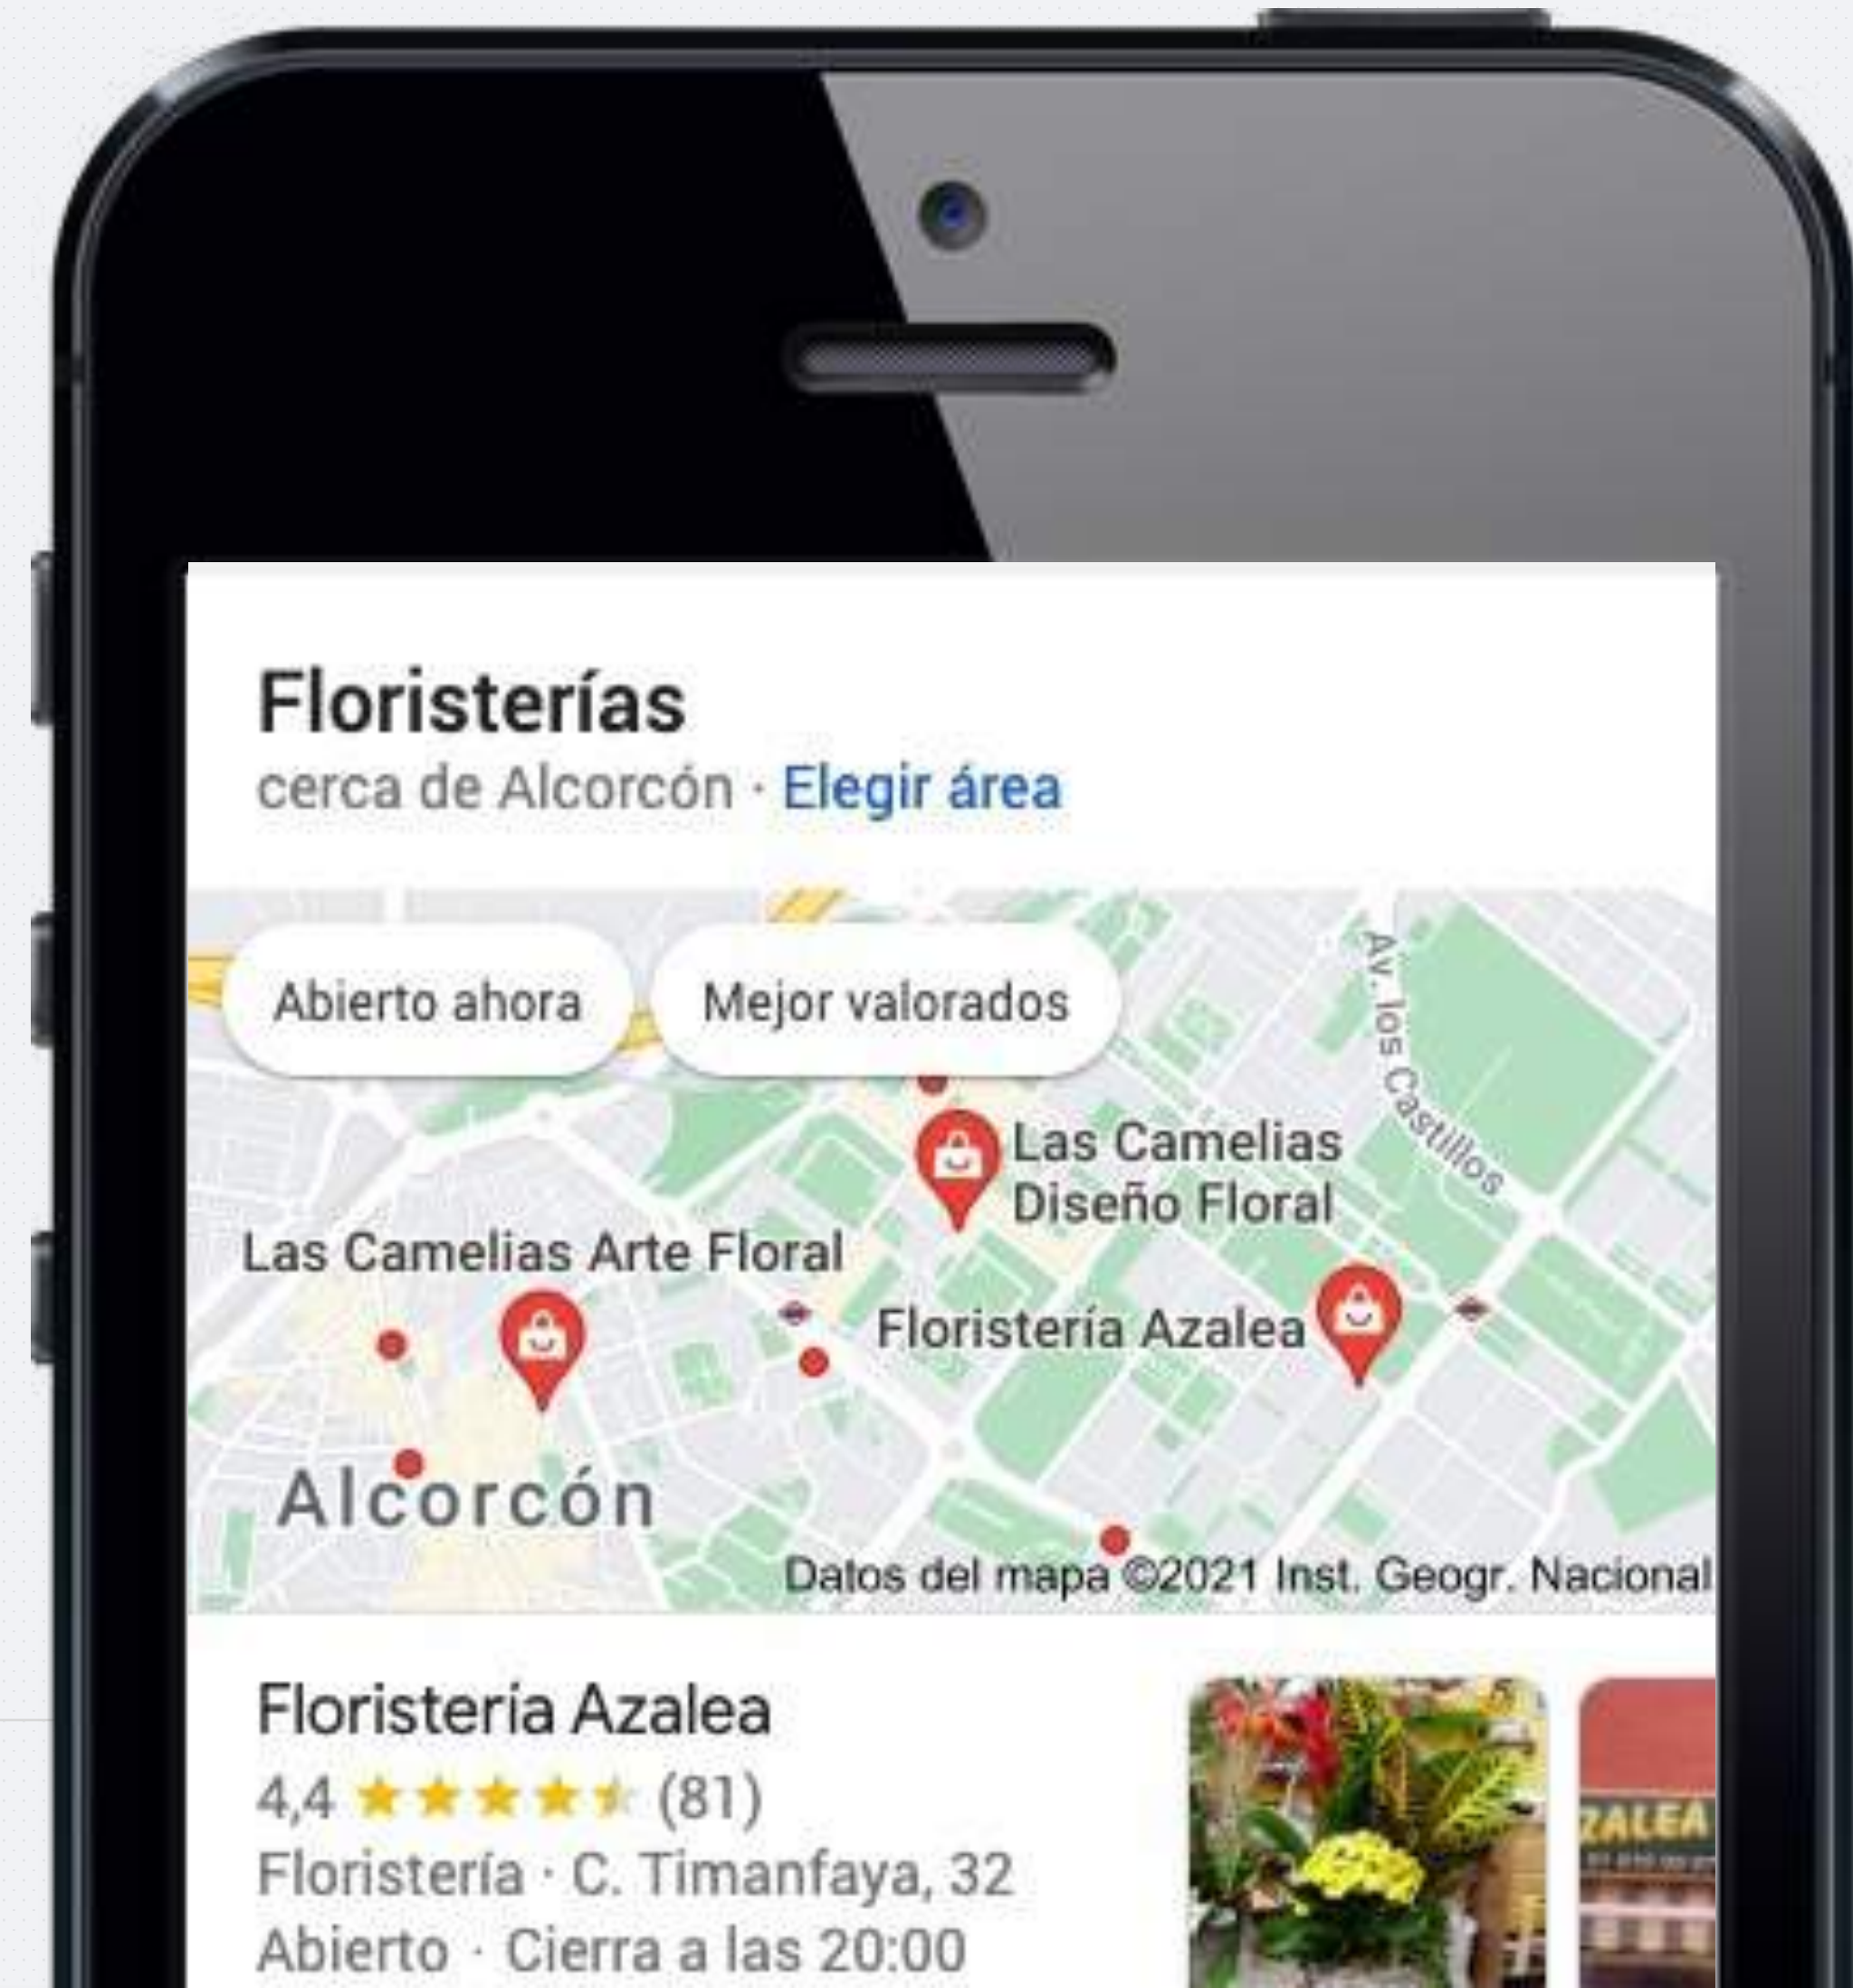 Floristerías
cerca de Alcorcón · Elegir área
Abierto ahora
Mejor valorados
Av. los Castillos
Las Camelias
Diseño Floral
Las Camelias Arte Floral
Floristería Azalea
Alcorcón
Datos del mapa ©2021 Inst. Geogr. Nacional
Floristería Azalea
4,4 (81)
ZALEA
Floristería · C. Timanfaya, 32
Abierto · Cierra a las 20:00